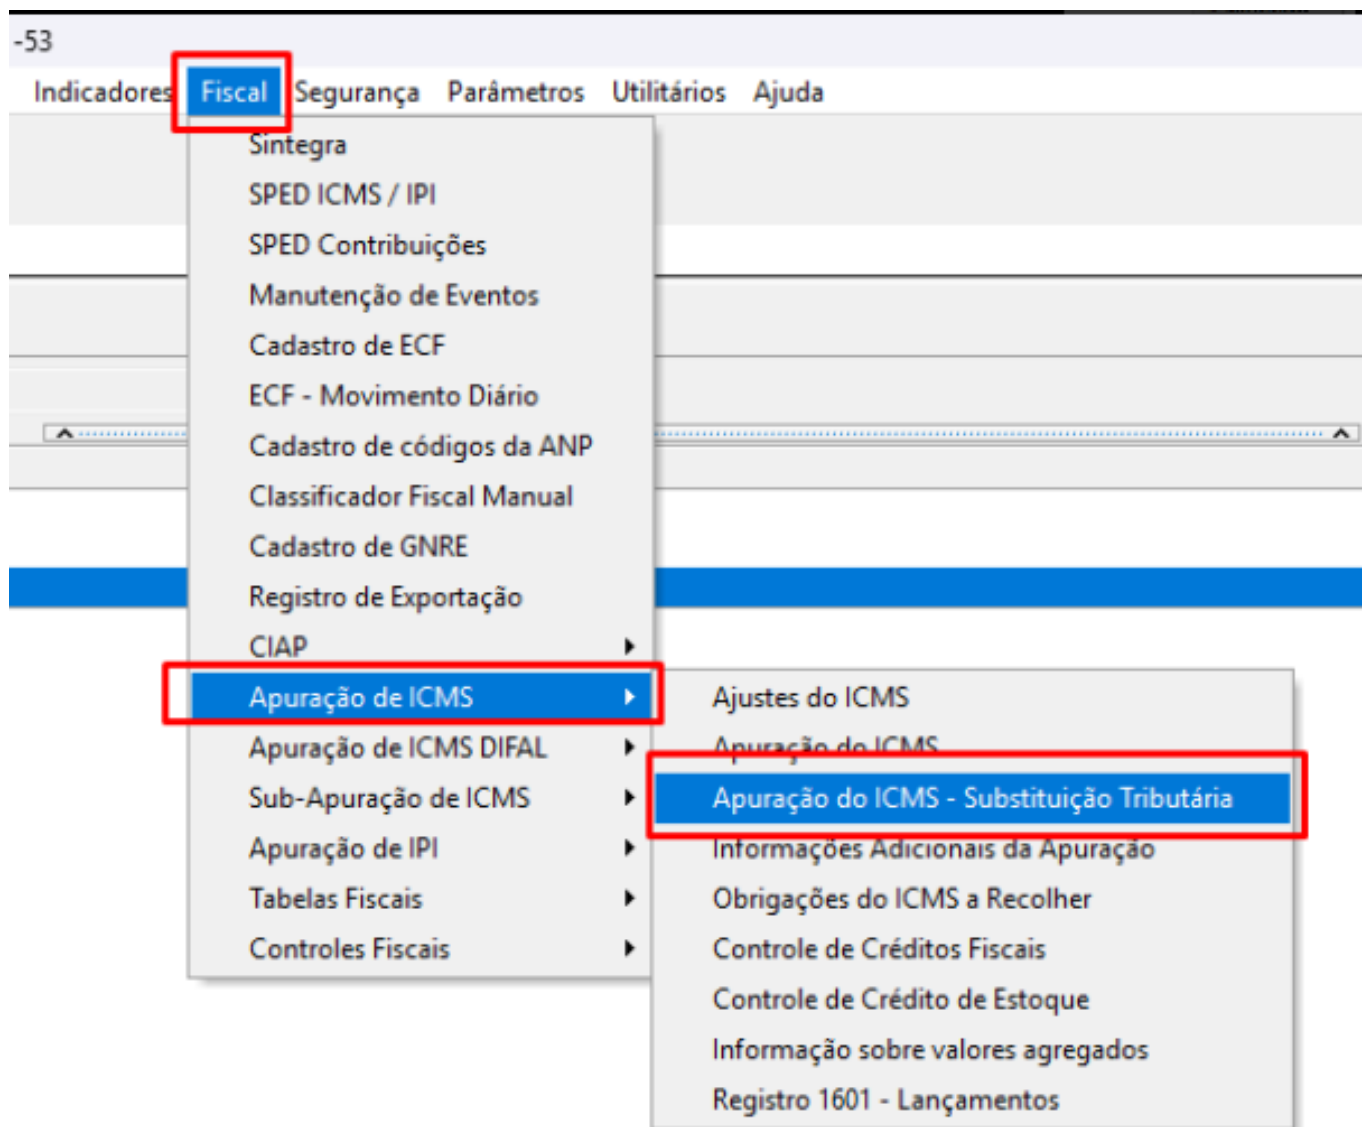 -53
Indicadores Fiscal Segurança Parâmetros Utilitários Ajuda
Sintegra
SPED ICMS / IPI
SPED Contribuições
Manutenção de Eventos
Cadastro de ECF
ECF - Movimento Diário
Cadastro de códigos da ANP
Classificador Fiscal Manual
Cadastro de GNRE
Registro de Exportação
CIAP
Apuração de ICMS
Apuração de ICMS DIFAL
Sub-Apuração de ICMS
Apuração de IPI
Tabelas Fiscais
Controles Fiscais
Ajustes do ICMS
Apuração do ICMS
Apuração do ICMS - Substituição Tributária
Informações Adicionais da Apuração
Obrigações do ICMS a Recolher
Controle de Créditos Fiscais
Controle de Crédito de Estoque
Informação sobre valores agregados
Registro 1601 - Lançamentos